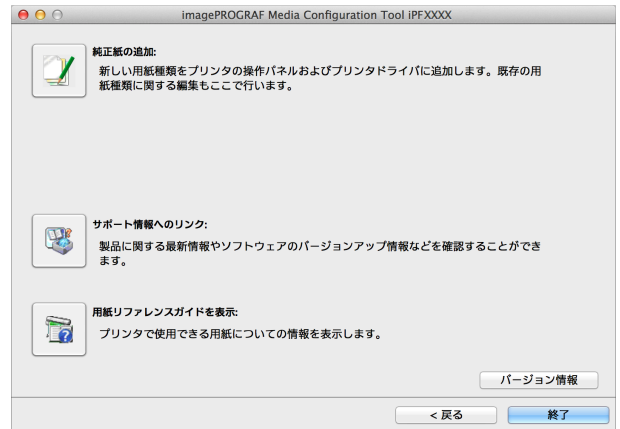 imagePROGRAF Media Configuration Tool iPFXXXX
純正紙の追加:
新しい用紙種類をプリンタの操作パネルおよびプリンタドライバに追加します。既存の用
紙種類に関する編集もここで行います。
サポート情報へのリンク:
製品に関する最新情報やソフトウェアのバージョンアップ情報などを確認することができ
ます。
用紙リファレンスガイドを表示:
プリンタで使用できる用紙についての情報を表示します。
バージョン情報
< 戻る
終了